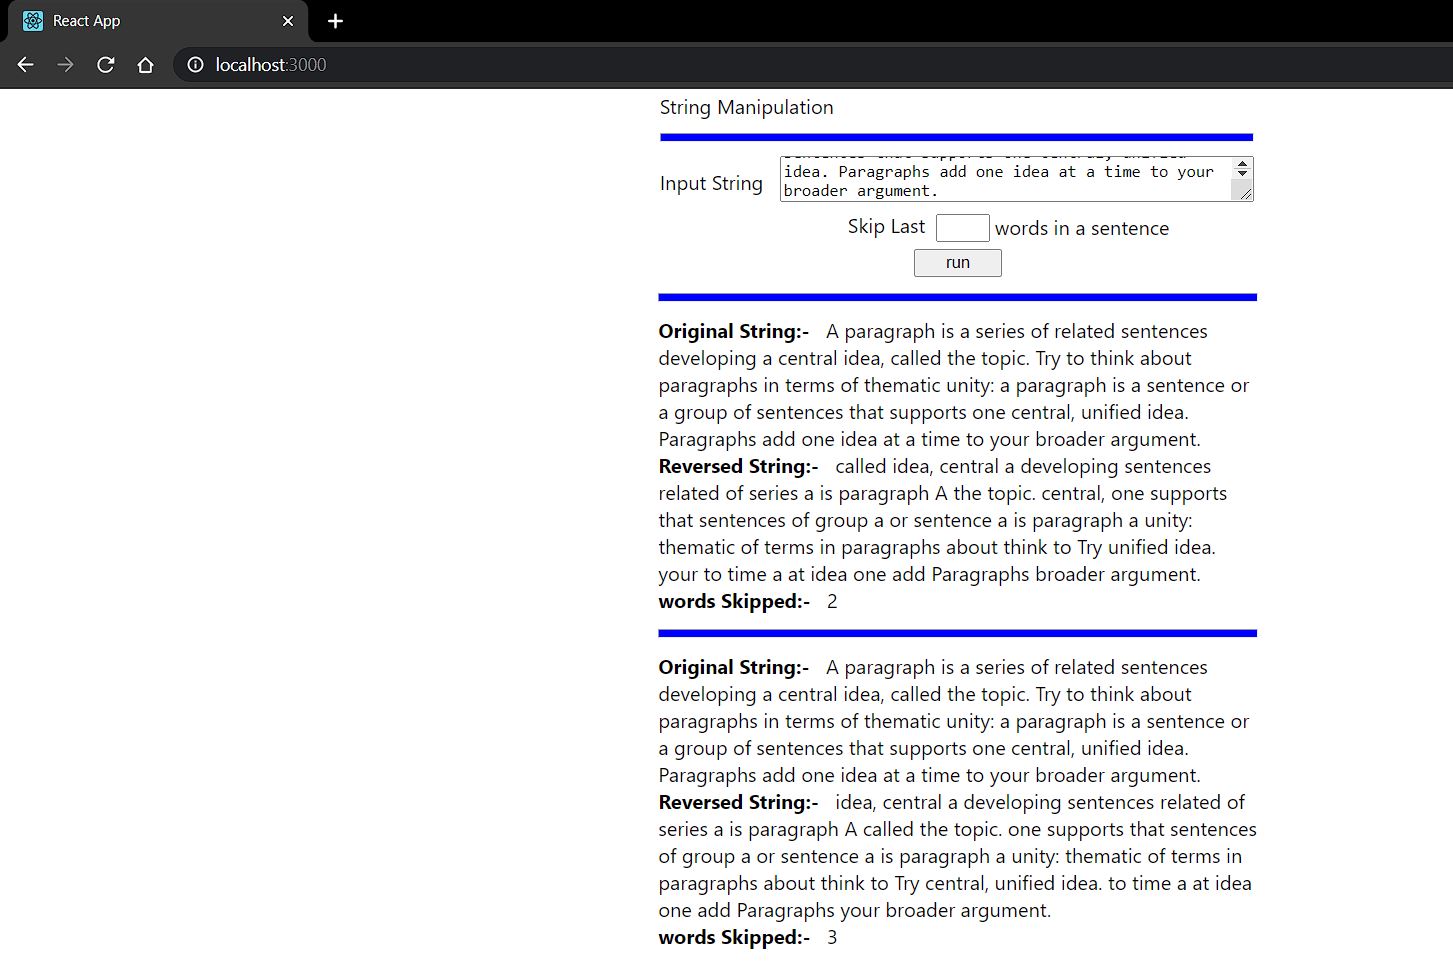 React App
localhost:3000
String Manipulation
Input String
idea. Paragraphs add one idea at a time to your
broader argument.
Skip Last words in a sentence
run
Original String:- A paragraph is a series of related sentences
developing a central idea, called the topic. Try to think about
paragraphs in terms of thematic unity: a paragraph is a sentence or
a group of sentences that supports one central, unified idea.
Paragraphs add one idea at a time to your broader argument.
Reversed String:- called idea, central a developing sentences
related of series a is paragraph A the topic. central, one supports
that sentences of group a or sentence a is paragraph a unity:
thematic of terms in paragraphs about think to Try unified idea.
your to time a at idea one add Paragraphs broader argument.
words Skipped:- 2
Original String:- A paragraph is a series of related sentences
developing a central idea, called the topic. Try to think about
paragraphs in terms of thematic unity: a paragraph is a sentence or
a group of sentences that supports one central, unified idea.
Paragraphs add one idea at a time to your broader argument.
Reversed String:- idea, central a developing sentences related of
series a is paragraph A called the topic. one supports that sentences
of group a or sentence a is paragraph a unity: thematic of terms in
paragraphs about think to Try central, unified idea. to time a at idea
one add Paragraphs your broader argument.
words Skipped:- 3